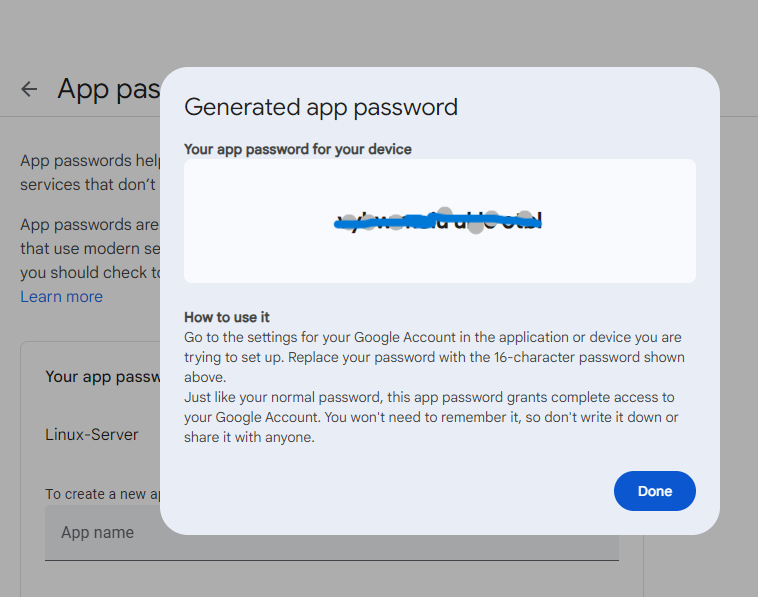 App pas
Generated app password
Your app password for your device
App passwords help
services that don't
App passwords are
that use modern se
you should check to
Learn more
How to use it
Go to the settings for your Google Account in the application or device you are
trying to set up. Replace your password with the 16-character password shown
above.
Just like your normal password, this app password grants complete access to
your Google Account. You won't need to remember it, so don't write it down or
share it with anyone.
Your app passw
Linux-Server
Done
To create a new ap
App name